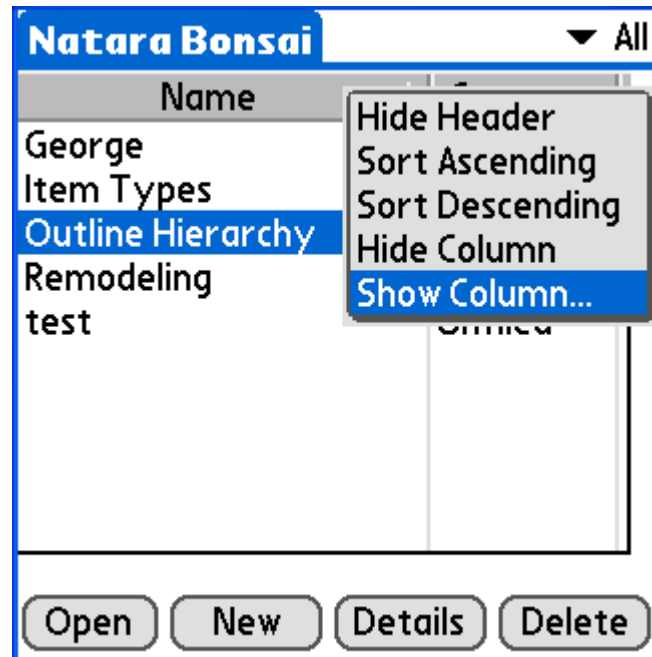 Natara Bonsai
All
Name
George
Item Types
Outline Hierarchy
Remodeling
test
Hide Header
Sort Ascending
Sort Descending
Hide Column
Show Column...
Open
New
Details
Delete